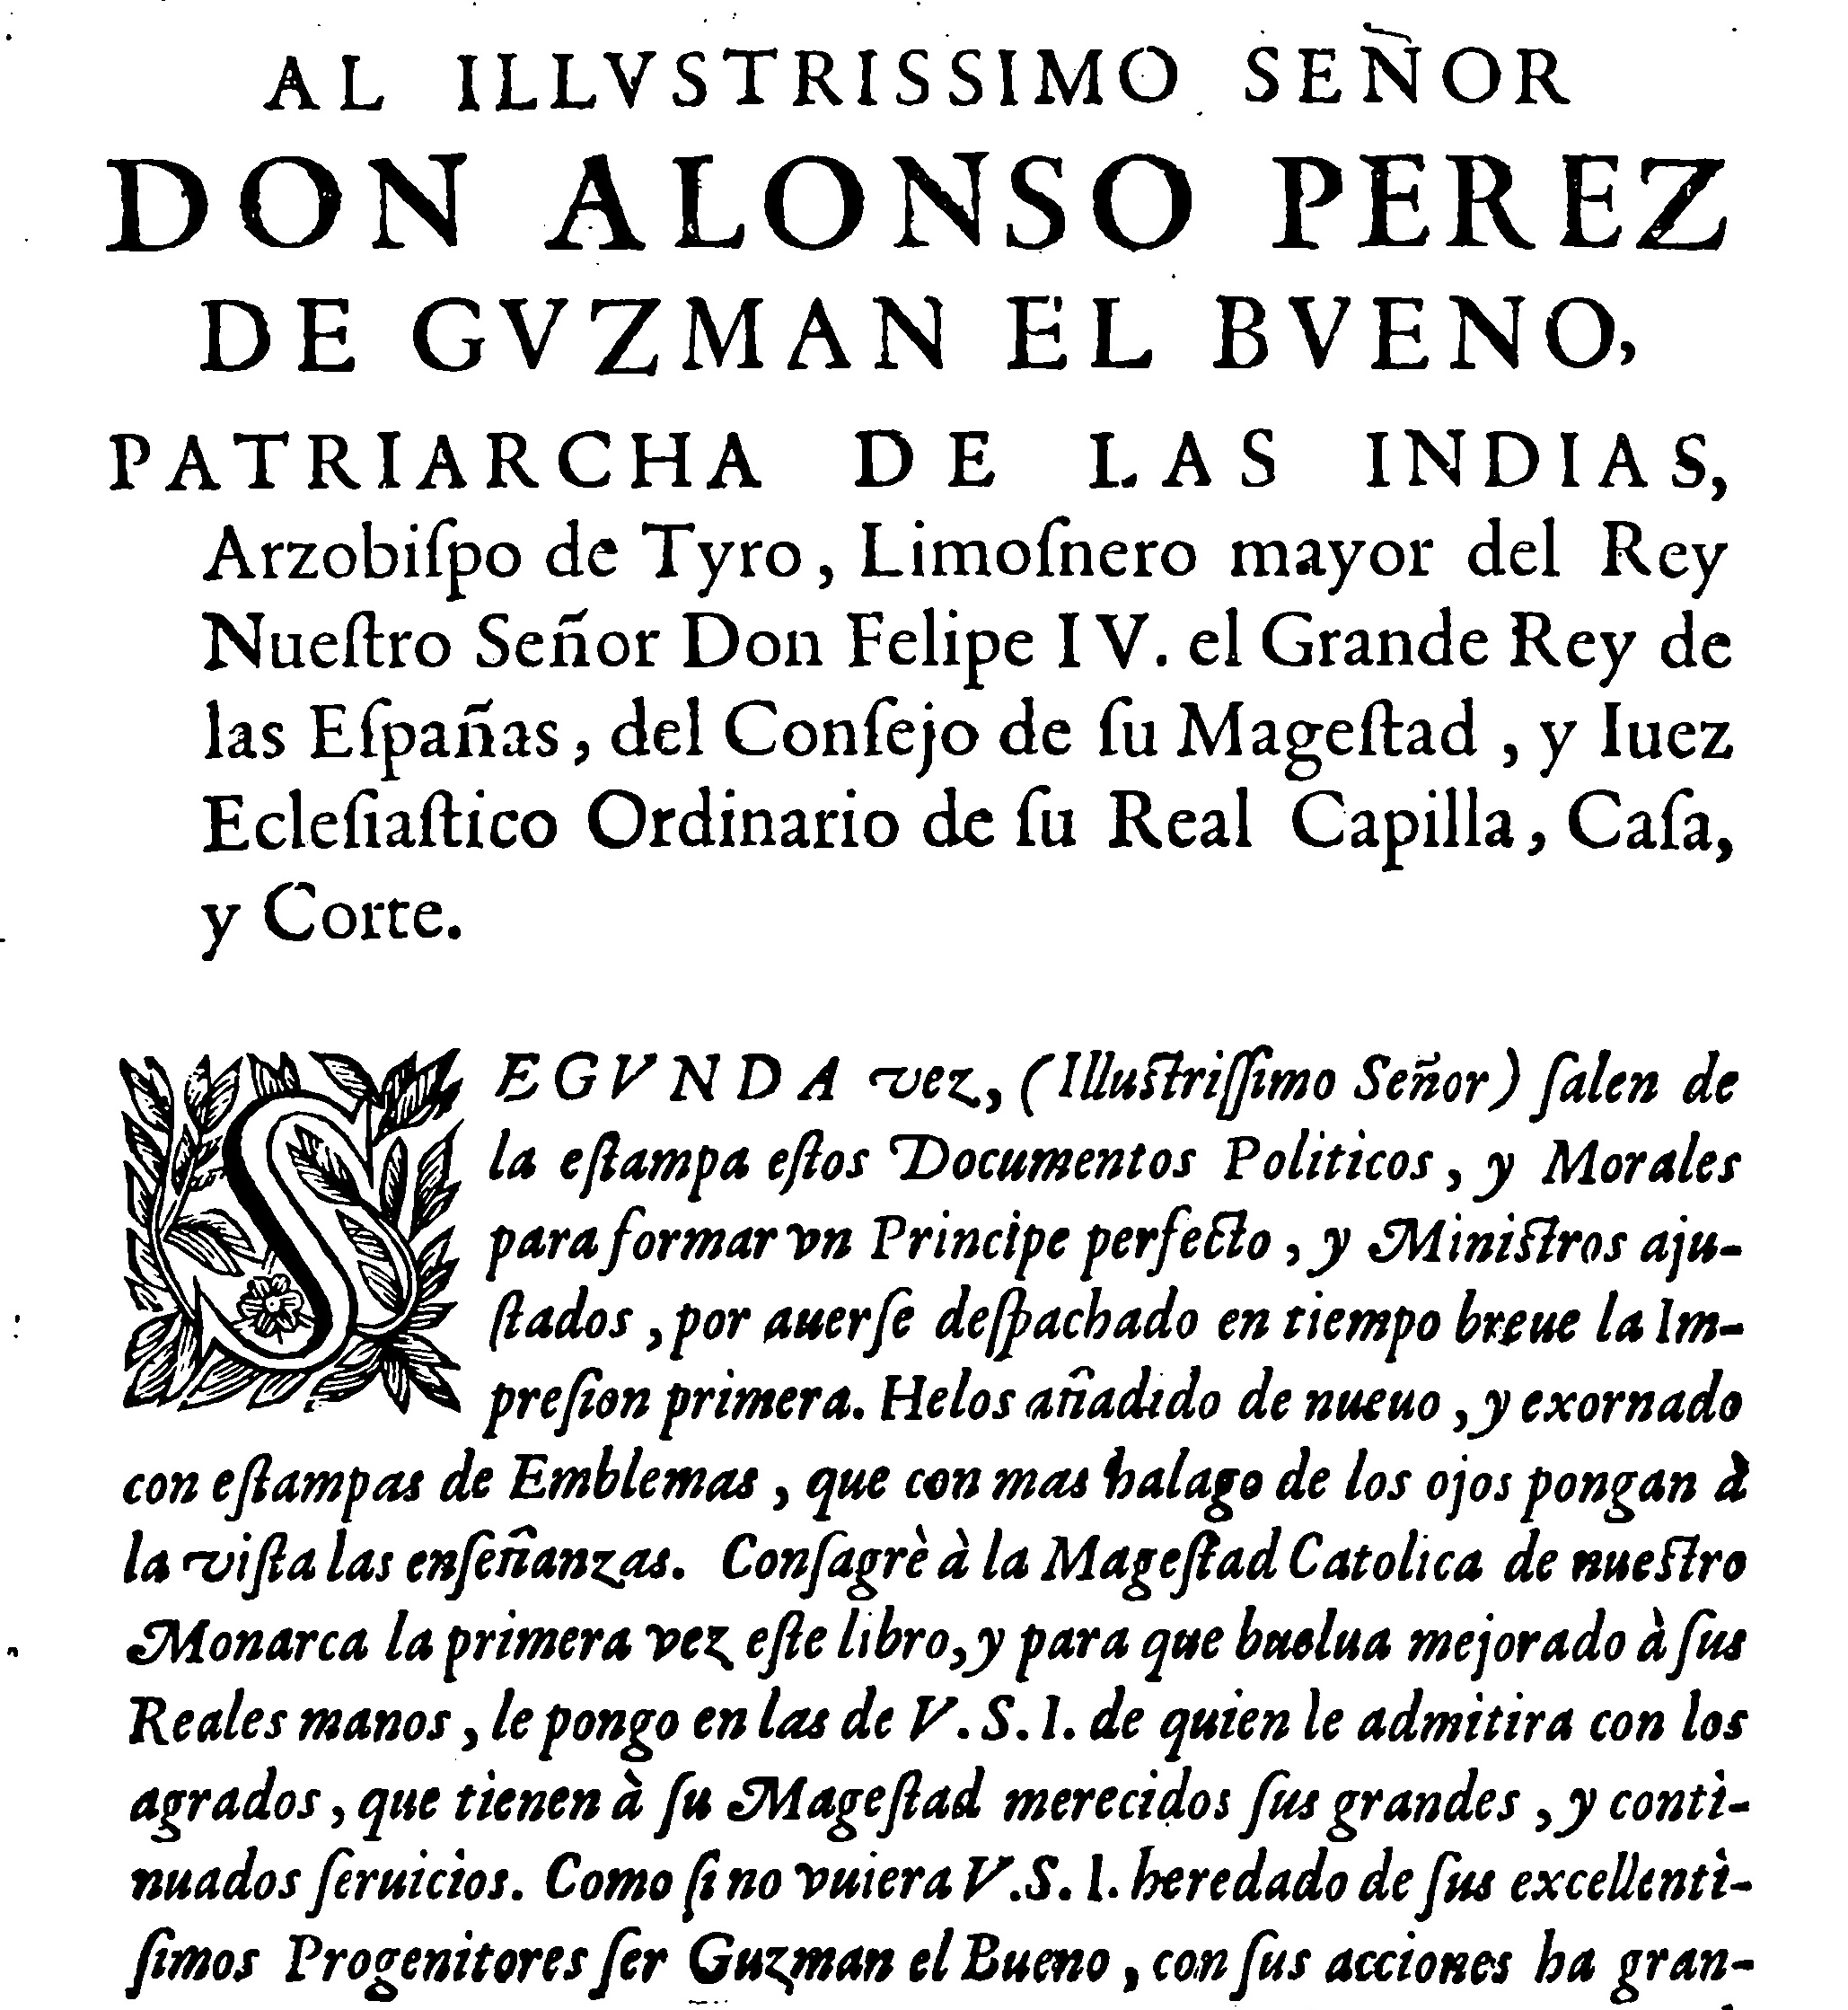 AL ILLVSTRISSIMO SEÑOR
DON ALONSO PEREZ
DE GVZMAN EL BVENO,
PATRIARCHA DE LAS INDIAS,
Arzobiſpo de Tyro, Limoſnero mayor del Rey
Nueſtro Señor Don Felipe IV. el Grande Rey de
las Eſpañas, del Conſejo de ſu Mageſtad, y Iuez
Ecleſiaſtico Ordinario de ſu Real Capilla, Caſa,
y Corte.
SEGVNDA vez, (Illuſtriſſimo Señor) ſalen de
la eſtampa eſtos Documentos Politicos, y Morales
para formar vn Principe perfecto, y Miniſtros aju-
ſtados, por auerſe deſpachado en tiempo breue la Im-
preſion primera. Helos añadido de nueuo, y exornado
con eſtampas de Emblemas, que con mas halago de los ojos pongan à
la viſta las enſeñanzas. Conſagrè à la Mageſtad Catolica de nueſtro
Monarca la primera vez eſte libro, y para que buelua mejorado à ſus
Reales manos, le pongo en las de V.S.I. de quien le admitira con los
agrados, que tienen à ſu Mageſtad merecidos ſus grandes, y conti-
nuados ſeruicios. Como ſi no vuiera V.S.I. heredado de ſus excellenti-
ſimos Progenitores ſer Guzman el Bueno, con ſus acciones ha gran-